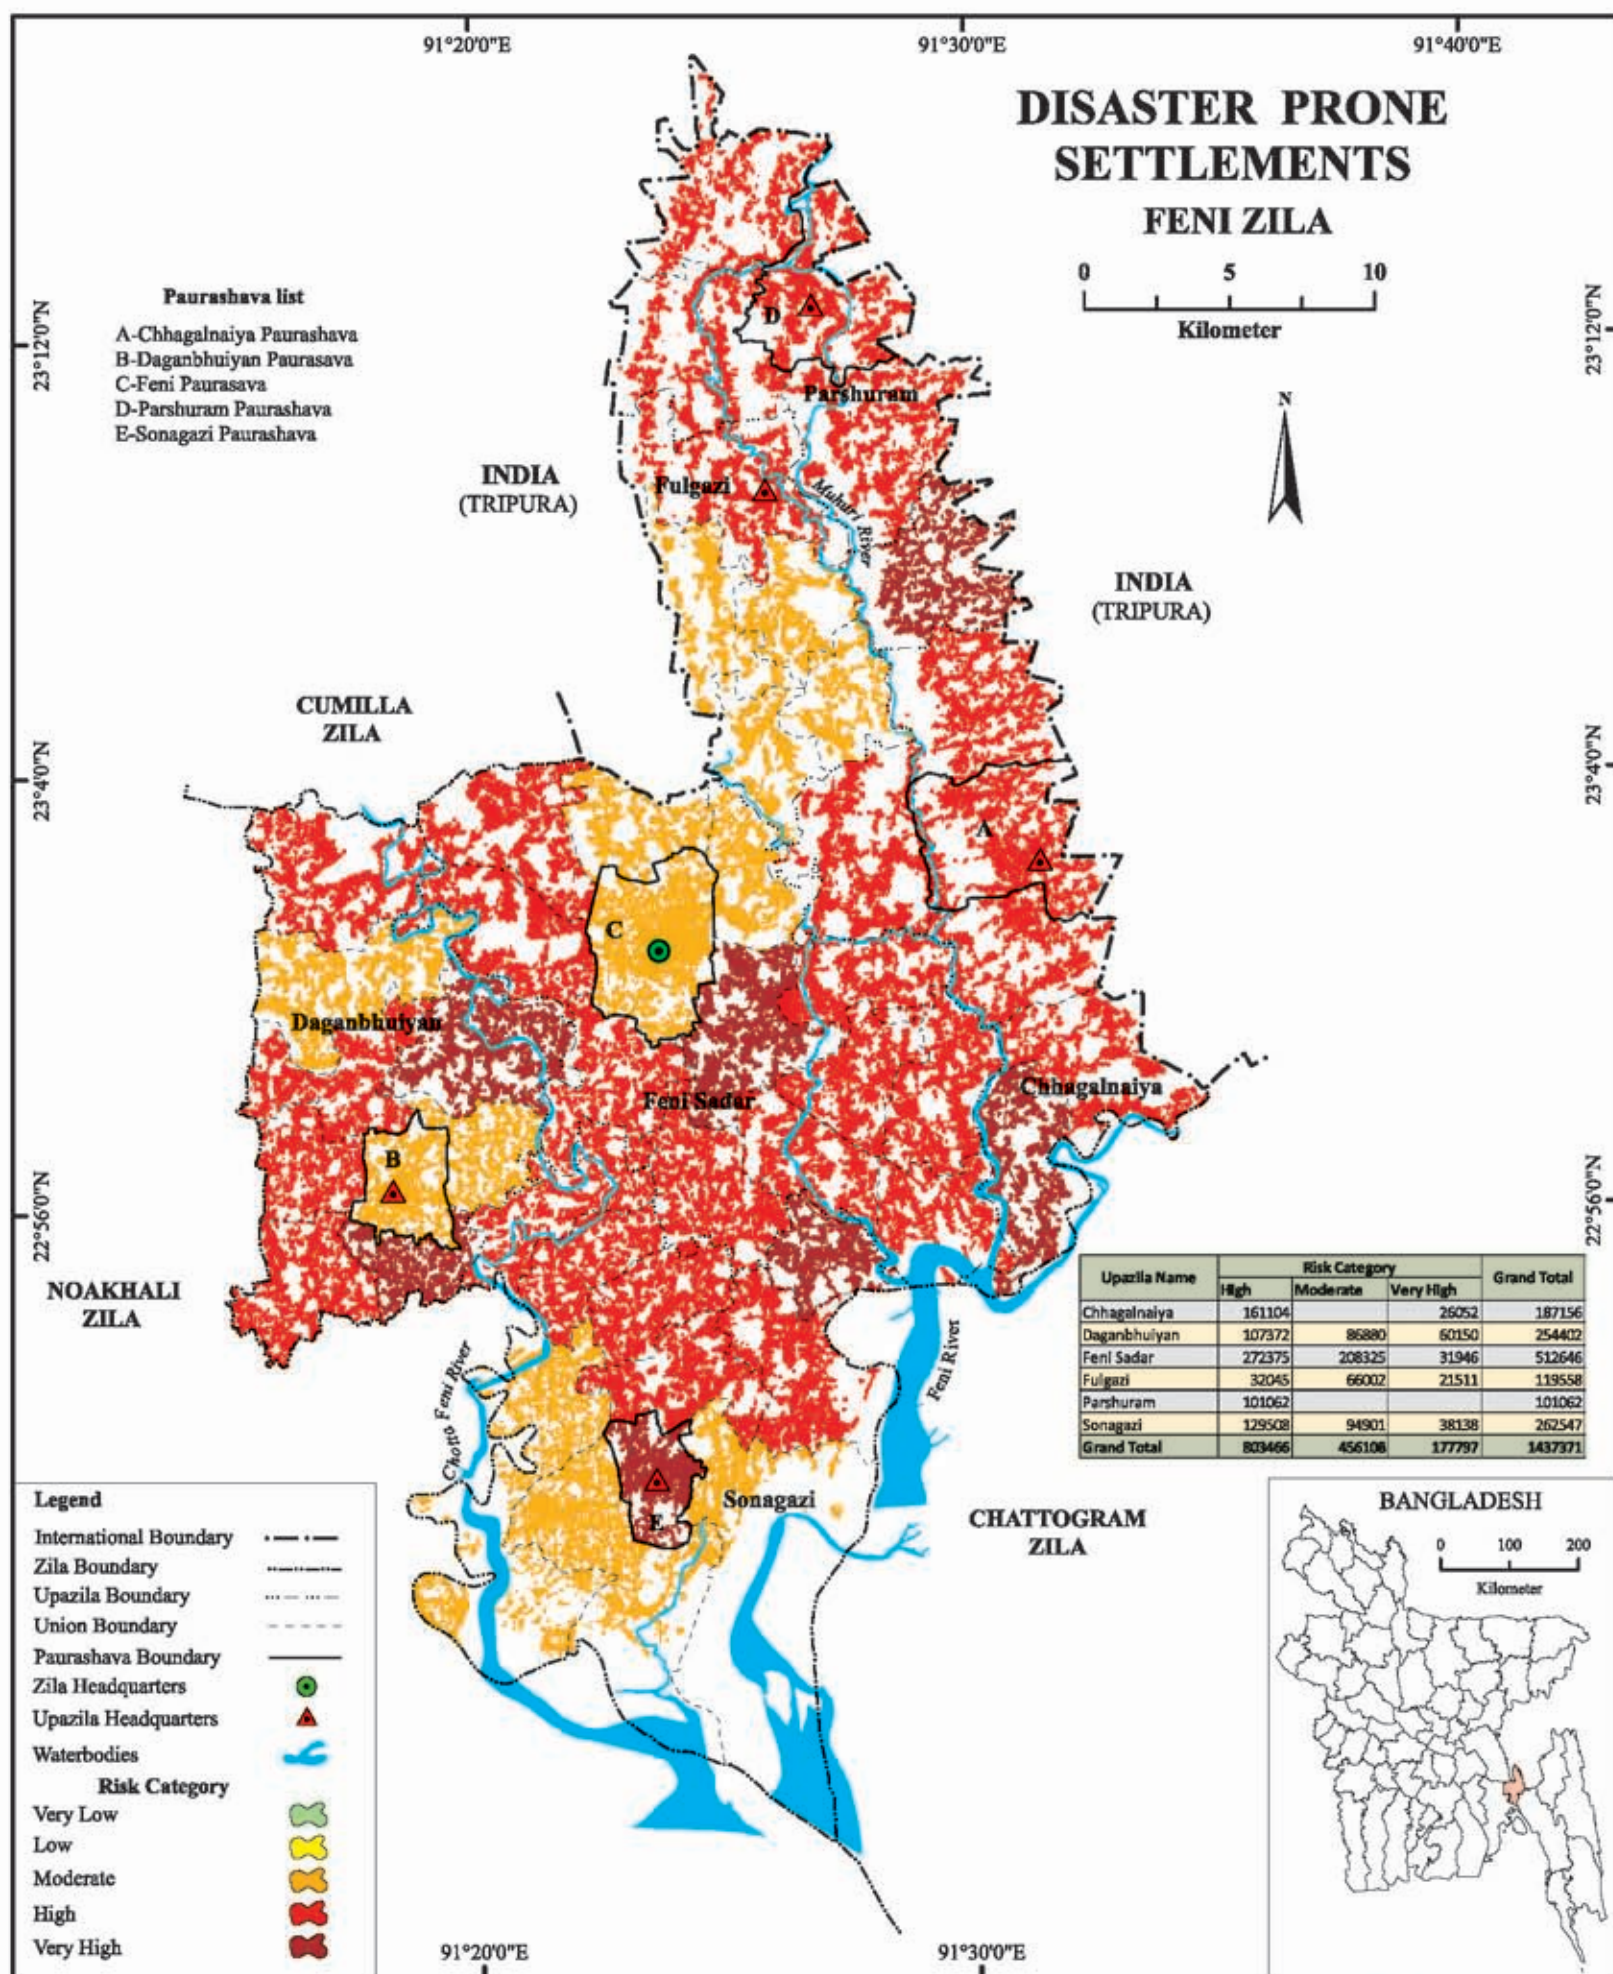 91°20'0"E 91°30'0"E 91°40'0"E
DISASTER PRONE
SETTLEMENTS
FENI ZILA
0 5 10
Kilometer
N
23°12'0"N
23°12'0"N
Paurashava list
A-Chhagalnaiya Paurashava
B-Daganbhuiyan Paurasava
C-Feni Paurasava
D-Parshuram Paurashava
E-Sonagazi Paurashava
D
Parshuram
INDIA
(TRIPURA)
Fulgazi
Muhuri River
INDIA
(TRIPURA)
CUMILLA
ZILA
23°4'0"N
23°4'0"N
A
C
Daganbhuiyan
Feni Sadar
Chhagalnaiya
B
22°56'0"N
22°56'0"N
NOAKHALI
ZILA
Chotto Feni River
Feni River
E
Sonagazi
CHATTOGRAM
ZILA
Upazila Name Risk Category Grand Total
High Moderate Very High
Chhagalnaiya 161104 26052 187156
Daganbhuiyan 107372 86880 60150 254402
Feni Sadar 272375 208325 31946 512646
Fulgazi 32045 66002 21511 119558
Parshuram 101062 101062
Sonagazi 129508 94901 38138 262547
Grand Total 803466 456108 177797 1437371
Legend
International Boundary
Zila Boundary
Upazila Boundary
Union Boundary
Paurashava Boundary
Zila Headquarters
Upazila Headquarters
Waterbodies
Risk Category
Very Low
Low
Moderate
High
Very High
BANGLADESH
0 100 200
Kilometer
91°20'0"E 91°30'0"E